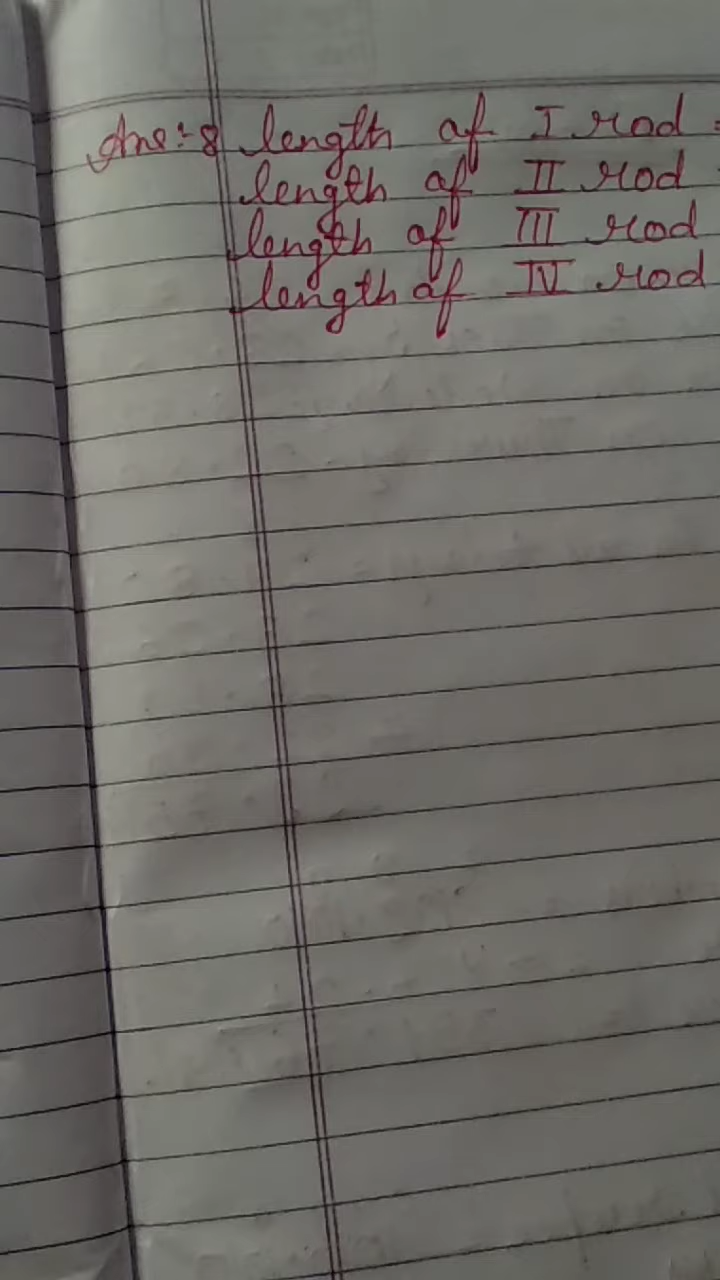 Ans:- 8 length of I rod =
length of II rod
length of III rod
length of IV rod